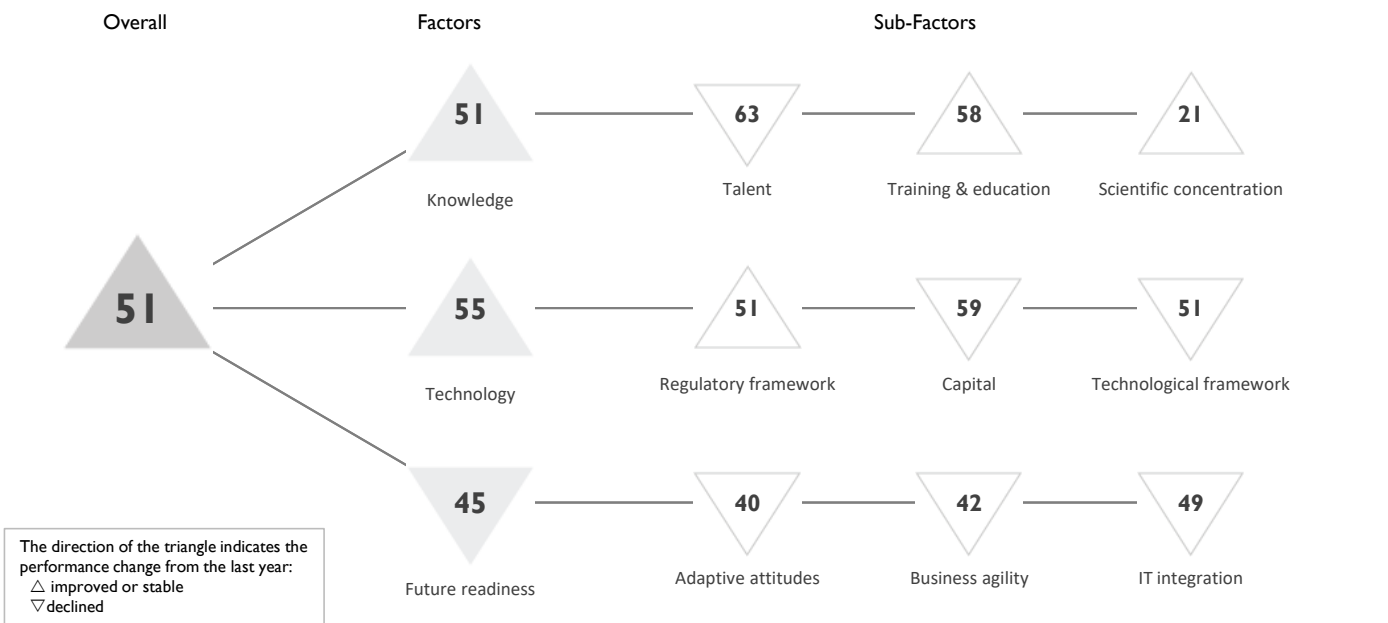 Overall Factors Sub-Factors
51 63 58 21
Knowledge Talent Training & education Scientific concentration
51
55 51 59 51
Technology Regulatory framework Capital Technological framework
45 40 42 49
Future readiness Adaptive attitudes Business agility IT integration
The direction of the triangle indicates the
performance change from the last year:
△ improved or stable
▽ declined